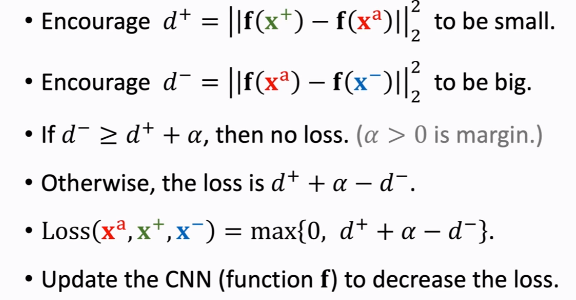 • Encourage d⁺ = ||f(x⁺) − f(xᵃ)||₂² to be small.
• Encourage d⁻ = ||f(xᵃ) − f(x⁻)||₂² to be big.
• If d⁻ ≥ d⁺ + α, then no loss. (α > 0 is margin.)
• Otherwise, the loss is d⁺ + α − d⁻.
• Loss(xᵃ, x⁺, x⁻) = max{0, d⁺ + α − d⁻}.
• Update the CNN (function f) to decrease the loss.